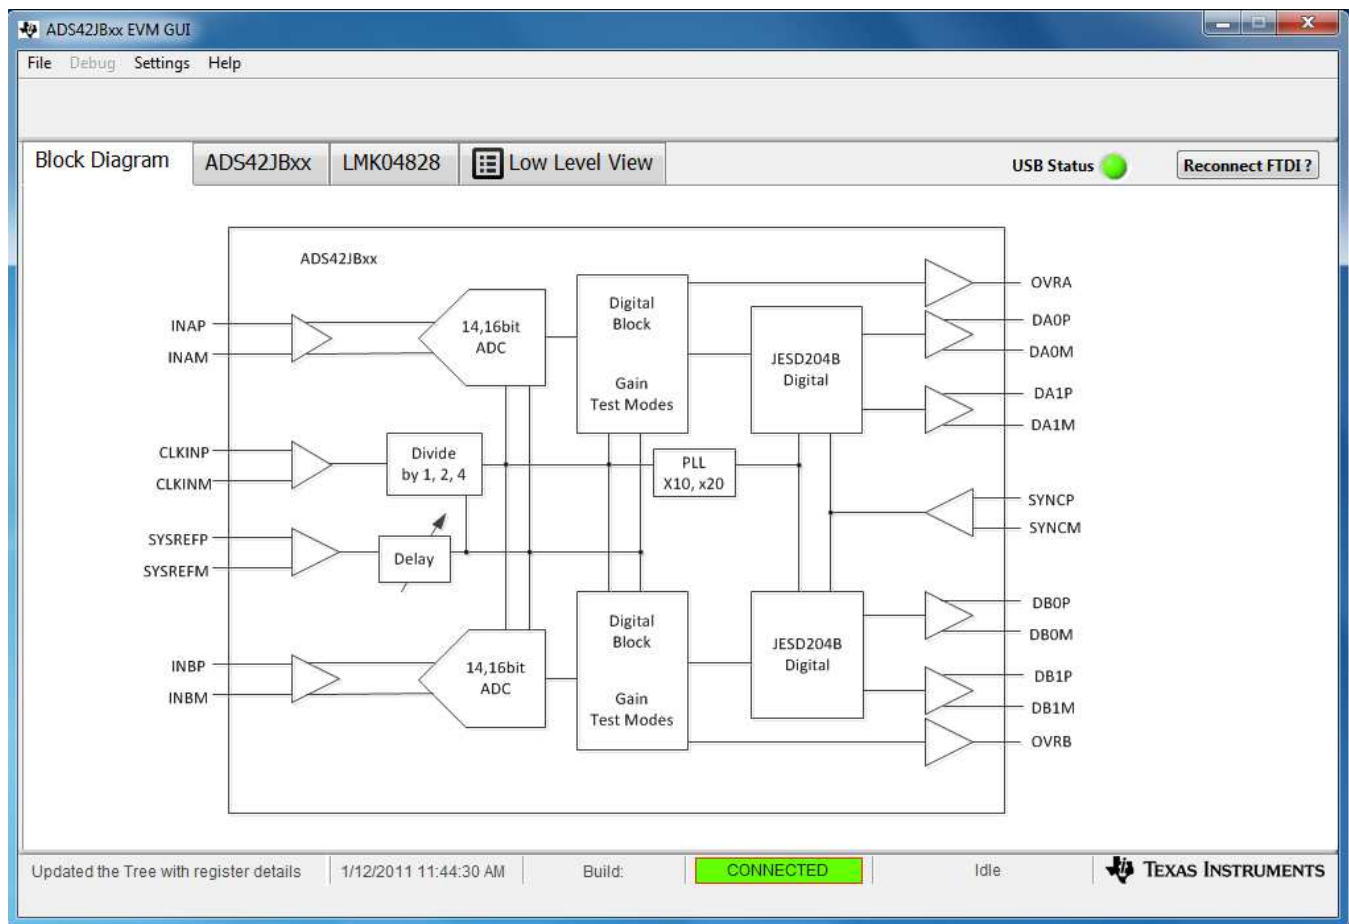 ADS42JBxx EVM GUI
File Debug Settings Help
Block Diagram ADS42JBxx LMK04828 Low Level View USB Status Reconnect FTDI ?
ADS42JBxx
OVRA
INAP
INAM
14,16bit
ADC
Digital
Block
Gain
Test Modes
JESD204B
Digital
DA0P
DA0M
DA1P
DA1M
CLKINP
CLKINM
Divide
by 1, 2, 4
PLL
X10, x20
SYNCP
SYNCM
SYSREFP
SYSREFM
Delay
INBP
INBM
14,16bit
ADC
Digital
Block
Gain
Test Modes
JESD204B
Digital
DB0P
DB0M
DB1P
DB1M
OVRB
Updated the Tree with register details 1/12/2011 11:44:30 AM Build: CONNECTED Idle TEXAS INSTRUMENTS